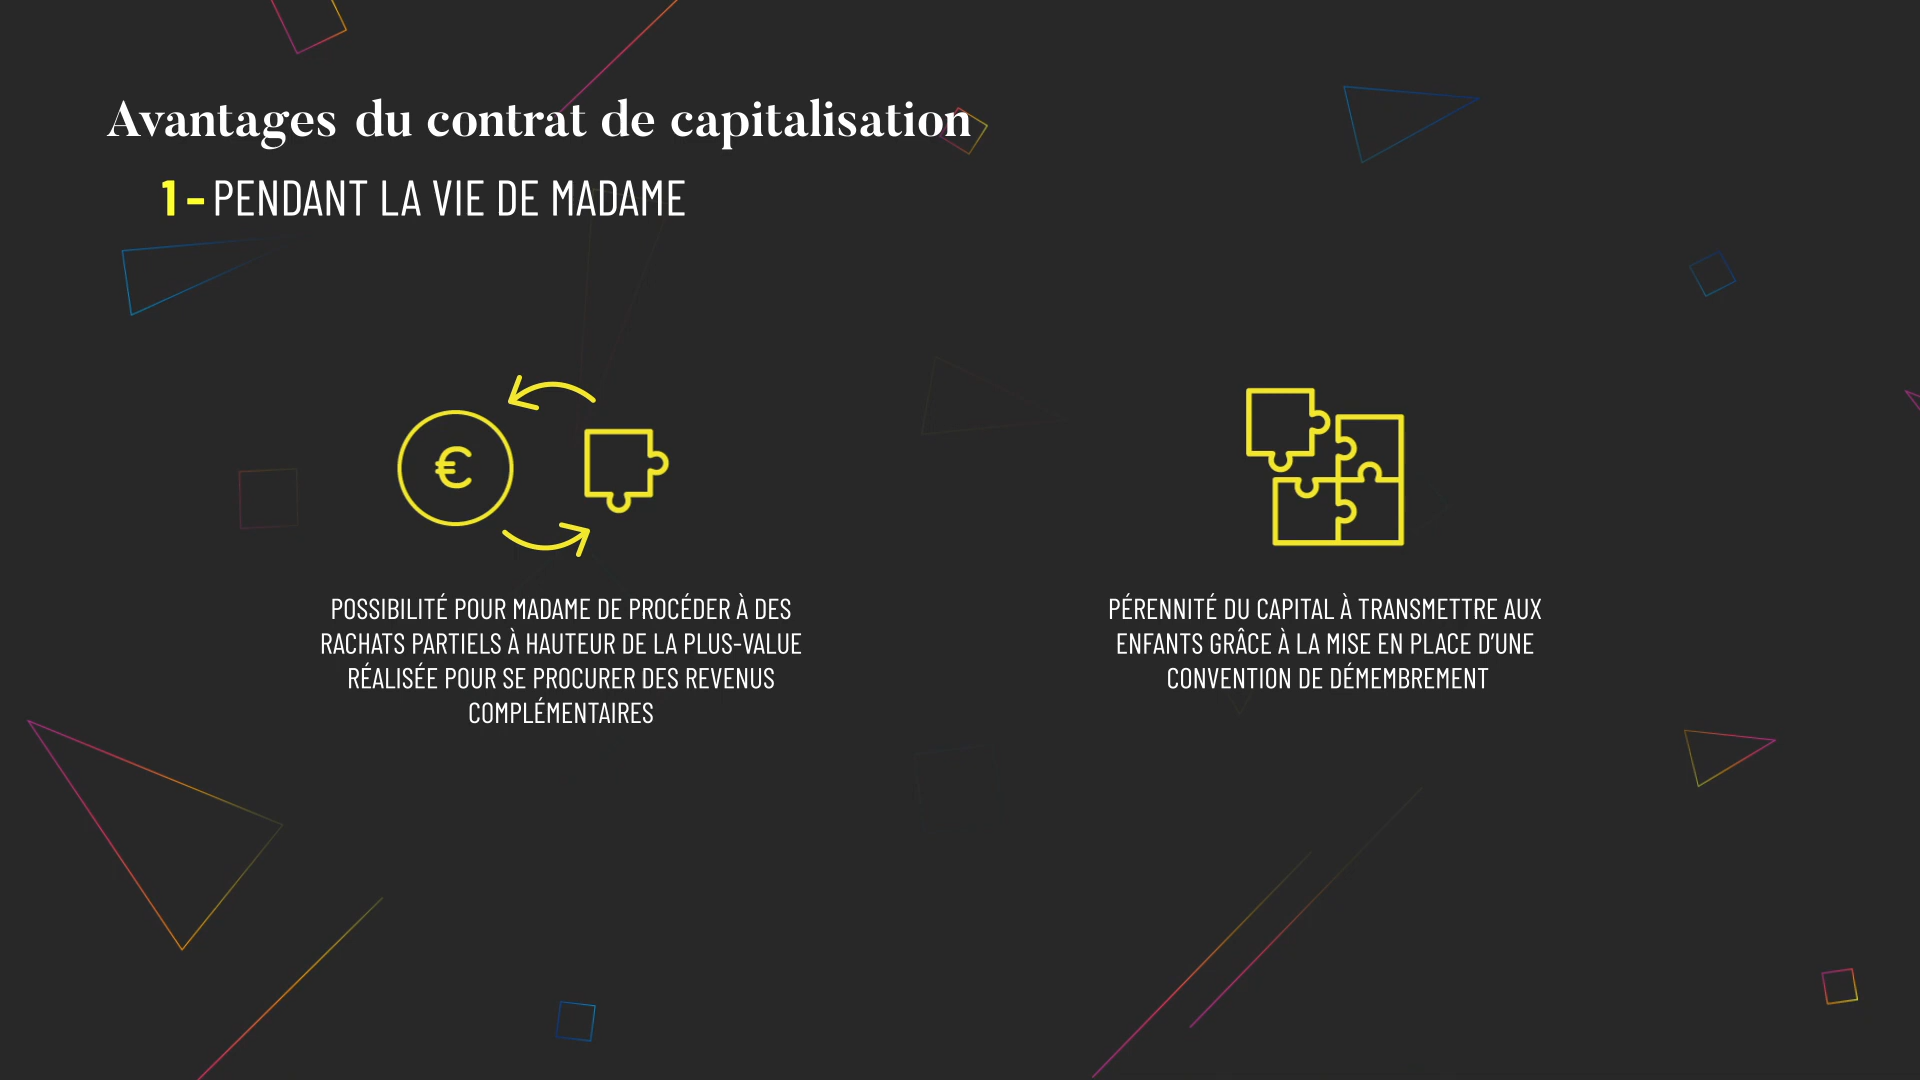 Avantages du contrat de capitalisation
1 - PENDANT LA VIE DE MADAME
€
POSSIBILITÉ POUR MADAME DE PROCÉDER À DES
RACHATS PARTIELS À HAUTEUR DE LA PLUS-VALUE
RÉALISÉE POUR SE PROCURER DES REVENUS
COMPLÉMENTAIRES
PÉRENNITÉ DU CAPITAL À TRANSMETTRE AUX
ENFANTS GRÂCE À LA MISE EN PLACE D’UNE
CONVENTION DE DÉMEMBREMENT